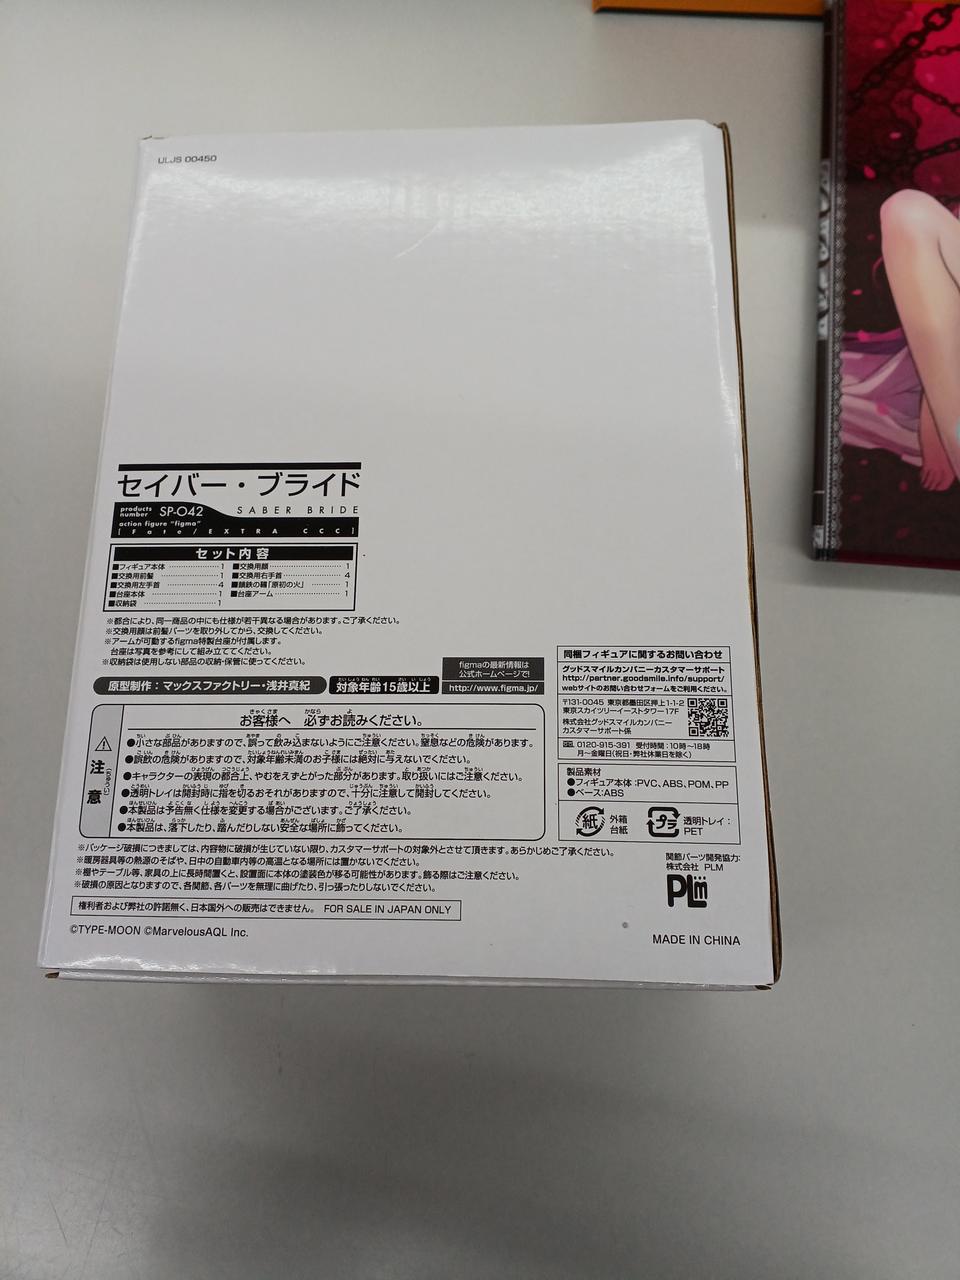 ULJS 00450
セイバー・ブライド
products number SP-042 SABER BRIDE
action figure "figma"
[Fate/EXTRA CCC]
セット内容
■フィギュア本体 1 ■交換用顔 1
■交換用前髪 1 ■交換用右手首 4
■交換用左手首 4 ■隕鉄の鞴「原初の火」 1
■台座本体 1 ■台座アーム 1
■収納袋 1
※都合により、同一商品の中にも仕様が若干異なる場合があります。ご了承ください。
※交換用顔は前髪パーツを取り外してから、交換してください。
※アームが可動するfigma特製台座が付属します。
台座は写真を参考にして組み立ててください。
※収納袋は使用しない部品の収納・保管に使ってください。
原型制作：マックスファクトリー・浅井真紀
対象年齢15歳以上
figmaの最新情報は
公式ホームページで!
http://www.figma.jp/
お客様へ 必ずお読みください。
注意
●小さな部品がありますので、誤って飲み込まないようにご注意ください。窒息などの危険があります。
●誤飲の危険がありますので、対象年齢未満のお子様には絶対に与えないでください。
●キャラクターの表現の都合上、やむをえずとがった部分があります。取り扱いにはご注意ください。
●透明トレイは開封時に指を切るおそれがありますので、十分に注意して開封してください。
●本製品は予告無く仕様を変更する場合がございます。ご了承ください。
●本製品は、落下したり、踏んだりしない安全な場所に飾ってください。
※パッケージ破損につきましては、内容物に破損が生じていない限り、カスタマーサポートの対象外とさせて頂きます。あらかじめご了承ください。
※暖房器具等の熱源のそばや、日中の自動車内等の高温となる場所には置かないでください。
※棚やテーブル等、家具の上に長時間置くと、設置面に本体の塗装色が移る可能性があります。飾る際はご注意ください。
※破損の原因となりますので、各関節、各パーツを無理に曲げたり、引っ張ったりしないでください。
権利者および弊社の許諾無く、日本国外への販売はできません。 FOR SALE IN JAPAN ONLY
©TYPE-MOON ©MarvelousAQL Inc.
同梱フィギュアに関するお問い合わせ
グッドスマイルカンパニーカスタマーサポート
http://partner.goodsmile.info/support/
webサイトのお問い合わせフォームをご利用ください。
〒131-0045 東京都墨田区押上1-1-2
東京スカイツリーイーストタワー17F
株式会社グッドスマイルカンパニー
カスタマーサポート係
0120-915-391 受付時間：10時〜18時
月〜金曜日(祝日・弊社休業日を除く)
製品素材
●フィギュア本体：PVC、ABS、POM、PP
●ベース：ABS
紙 外箱
台紙
プラ 透明トレイ：
PET
関節パーツ開発協力:
株式会社 PLM
PLm
MADE IN CHINA